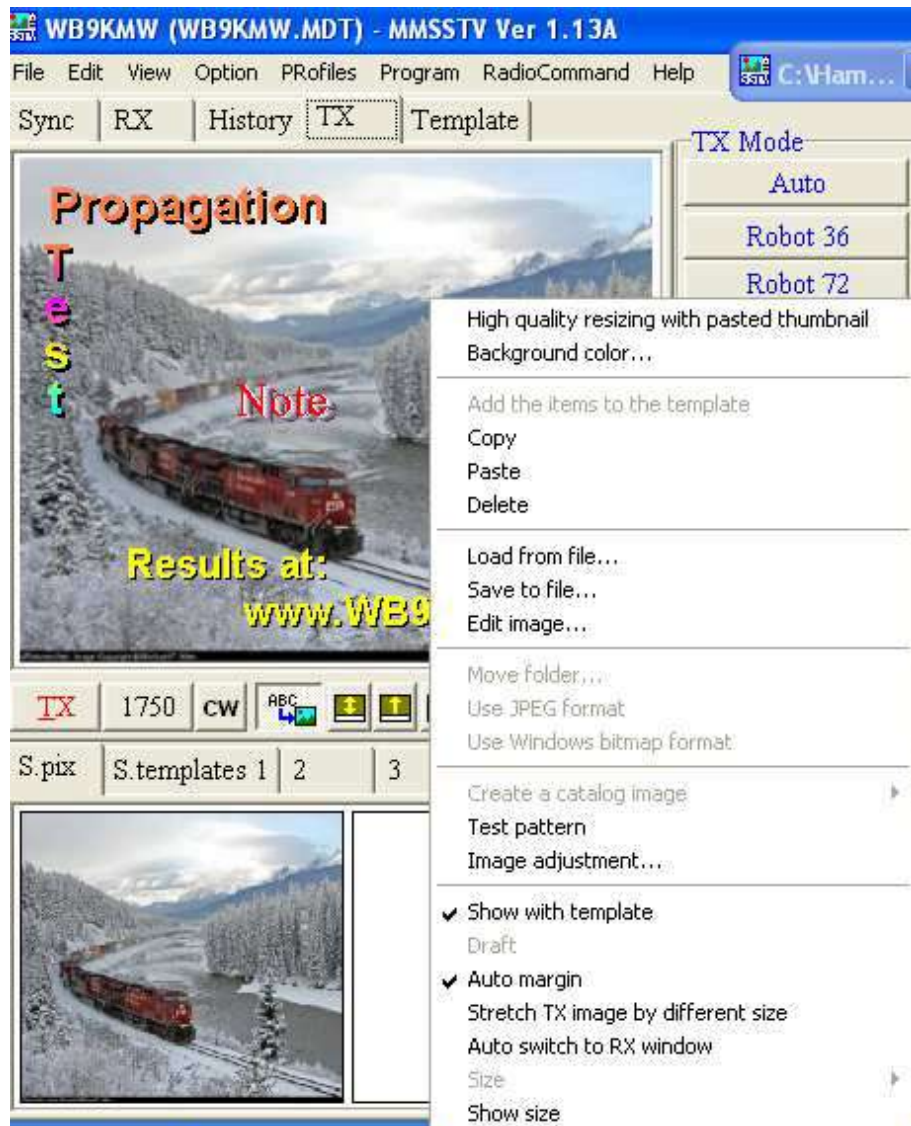 WB9KMW (WB9KMW.MDT) - MMSSTV Ver 1.13A
File Edit View Option PRofiles Program RadioCommand Help
C:\Ham...
Sync RX History TX Template
TX Mode
Auto
Robot 36
Robot 72
Propagation
T
e
s
t
Note
Results at:
www.WB9
High quality resizing with pasted thumbnail
Background color...
Add the items to the template
Copy
Paste
Delete
Load from file...
Save to file...
Edit image...
Move folder...
Use JPEG format
Use Windows bitmap format
Create a catalog image
Test pattern
Image adjustment...
Show with template
Draft
Auto margin
Stretch TX image by different size
Auto switch to RX window
Size
Show size
TX 1750 CW ABC
S.pix S.templates 1 2 3